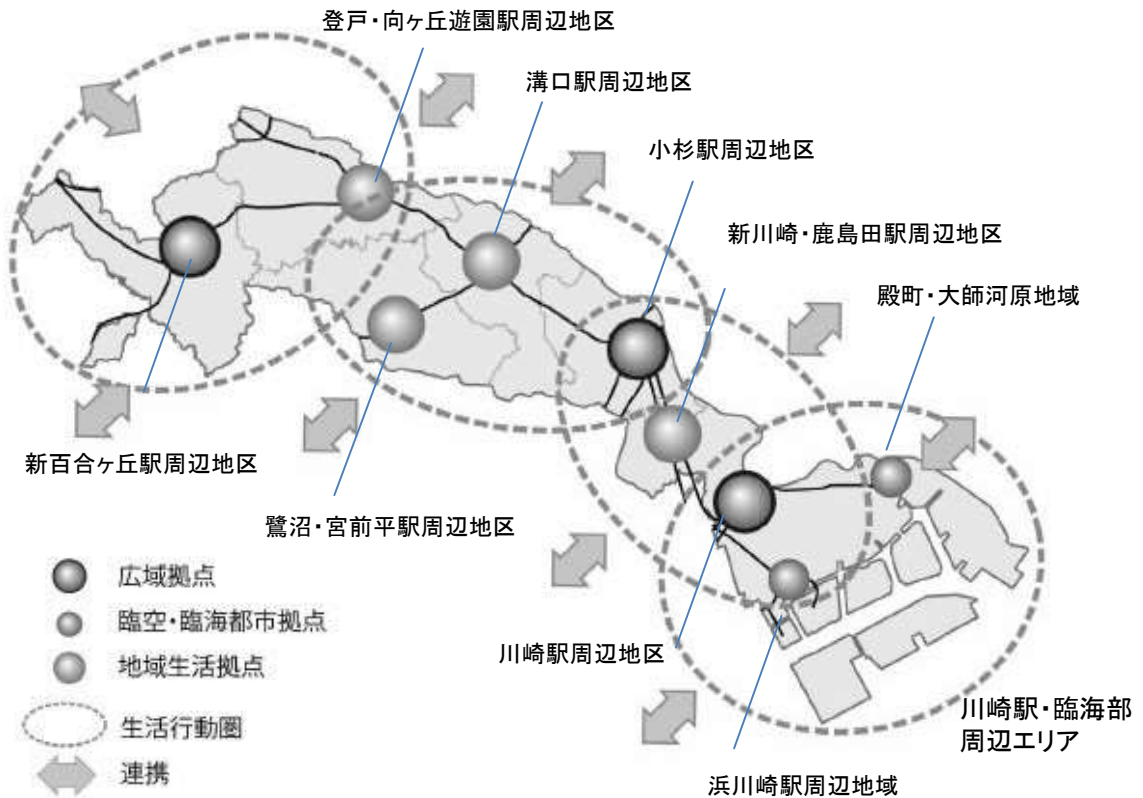 登戸・向ヶ丘遊園駅周辺地区
溝口駅周辺地区
小杉駅周辺地区
新川崎・鹿島田駅周辺地区
殿町・大師河原地域
新百合ヶ丘駅周辺地区
鷺沼・宮前平駅周辺地区
広域拠点
臨空・臨海都市拠点
地域生活拠点
生活行動圏
連携
川崎駅周辺地区
川崎駅・臨海部
周辺エリア
浜川崎駅周辺地域